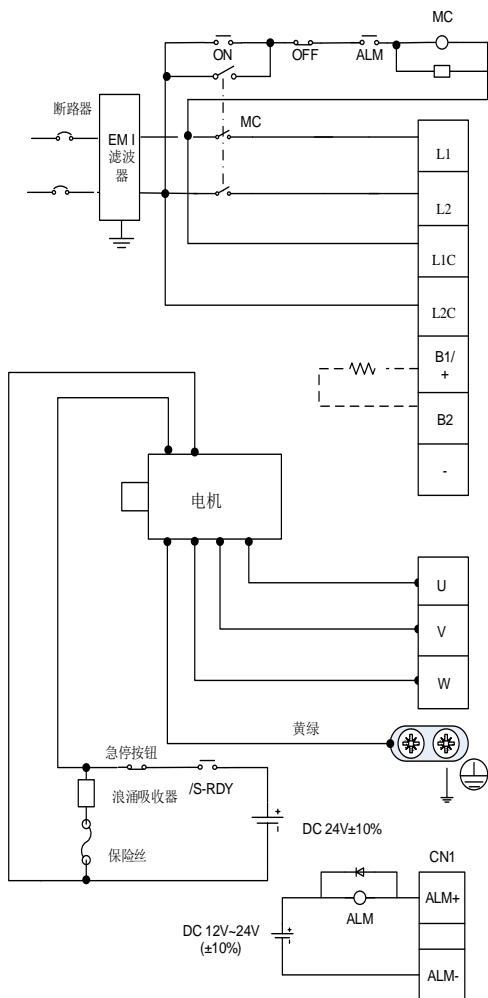 MC
ON
OFF
ALM
断路器
EM I
滤波
器
MC
L1
L2
L1C
L2C
B1/
+
B2
-
电机
U
V
W
黄绿
急停按钮
/S-RDY
浪涌吸收器
保险丝
+
-
DC 24V±10%
CN1
ALM+
ALM
DC 12V~24V
(±10%)
+
-
ALM-